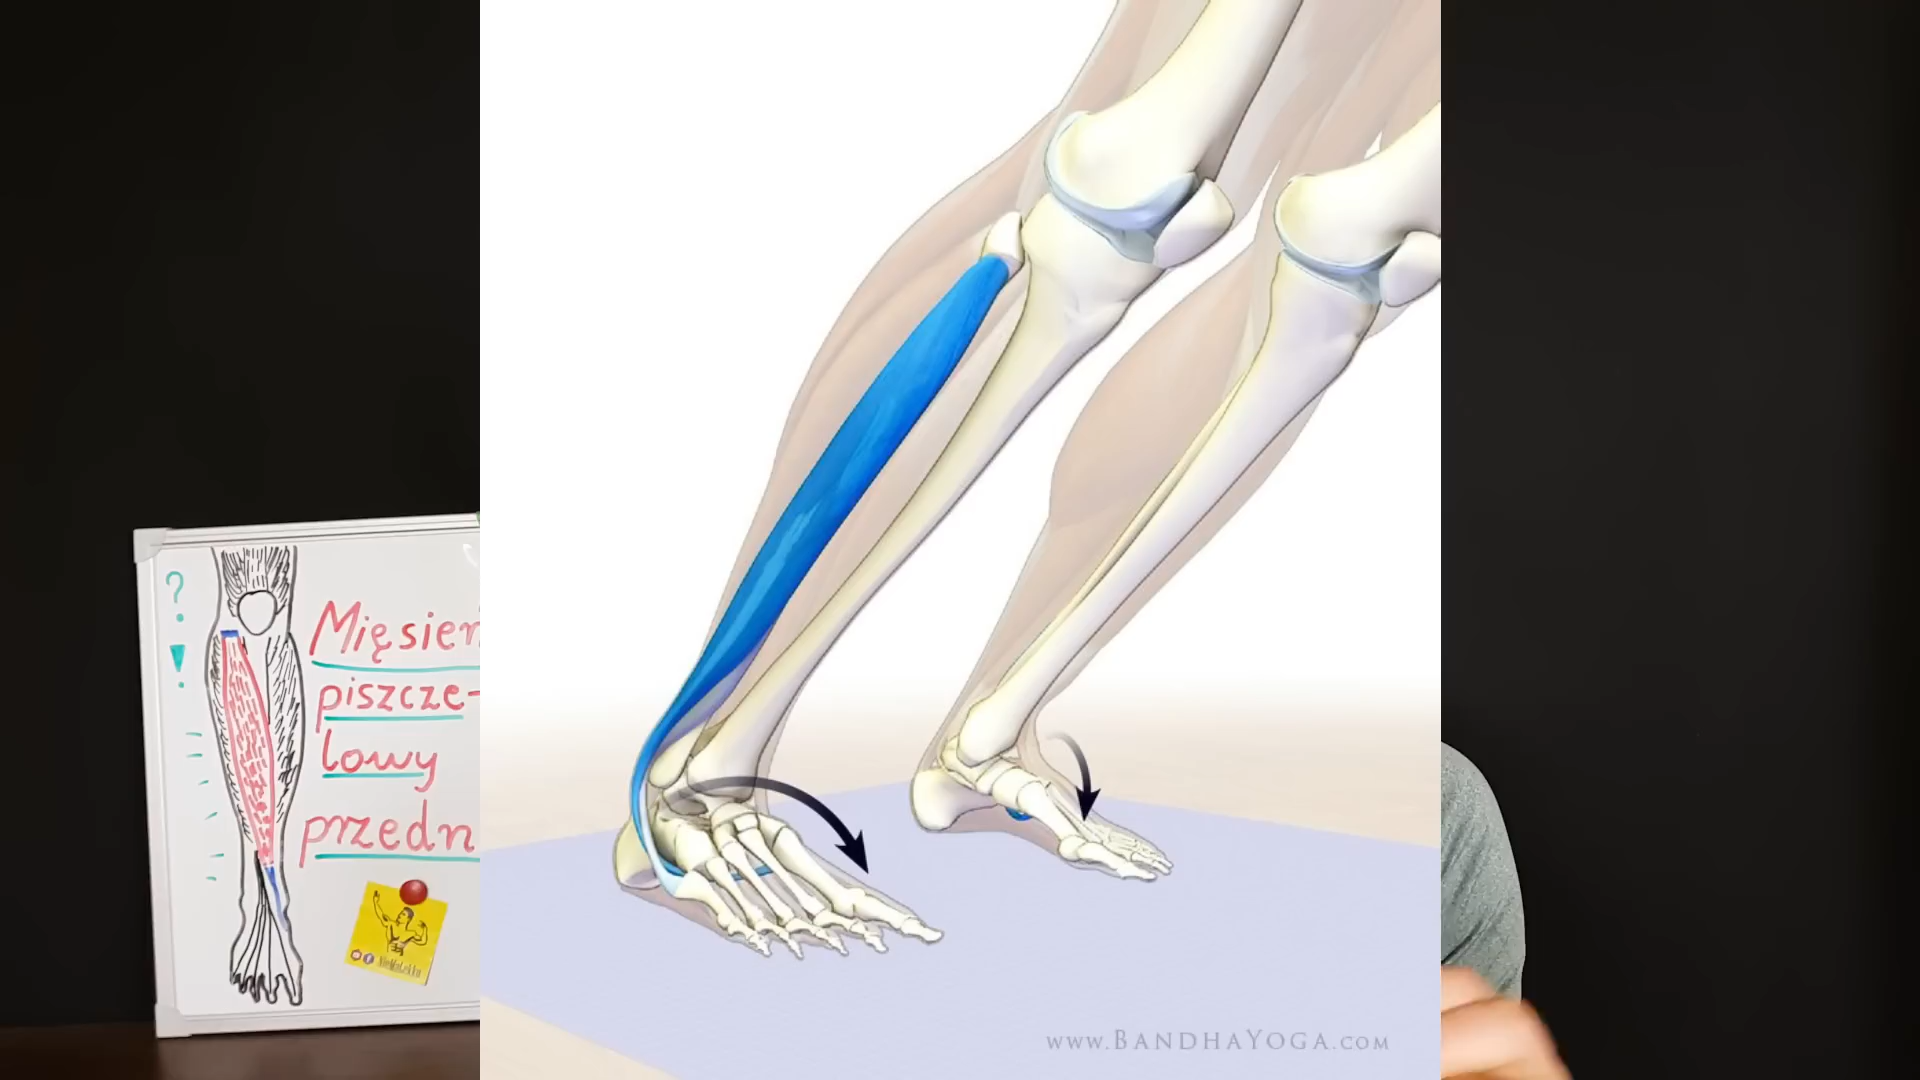 ?
!
Mięsień
piszcze-
lowy
przedn
www.BandhaYoga.com